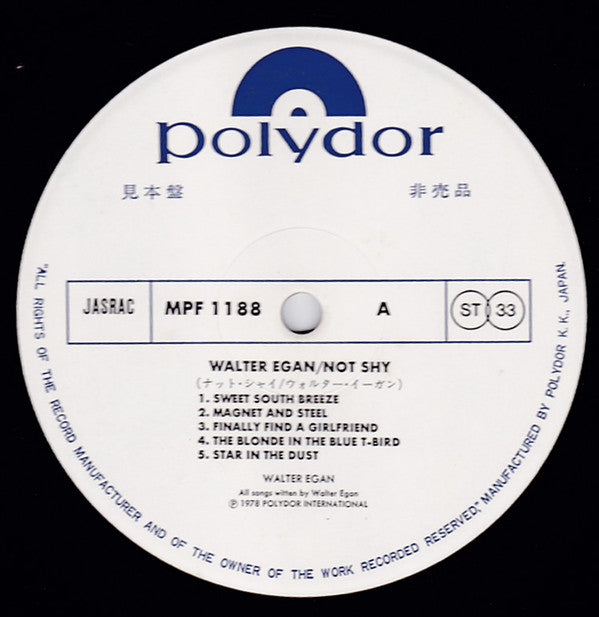 polydor
見本盤
非売品
JASRAC
MPF 1188
A
ST 33
WALTER EGAN/NOT SHY
(ナット・シャイ/ウォルター・イーガン)
1. SWEET SOUTH BREEZE
2. MAGNET AND STEEL
3. FINALLY FIND A GIRLFRIEND
4. THE BLONDE IN THE BLUE T-BIRD
5. STAR IN THE DUST
WALTER EGAN
All songs written by Walter Egan
℗ 1978 POLYDOR INTERNATIONAL
"ALL RIGHTS OF THE RECORD MANUFACTURER AND OF THE OWNER OF THE WORK RECORDED RESERVED," MANUFACTURED BY POLYDOR K. K., JAPAN.